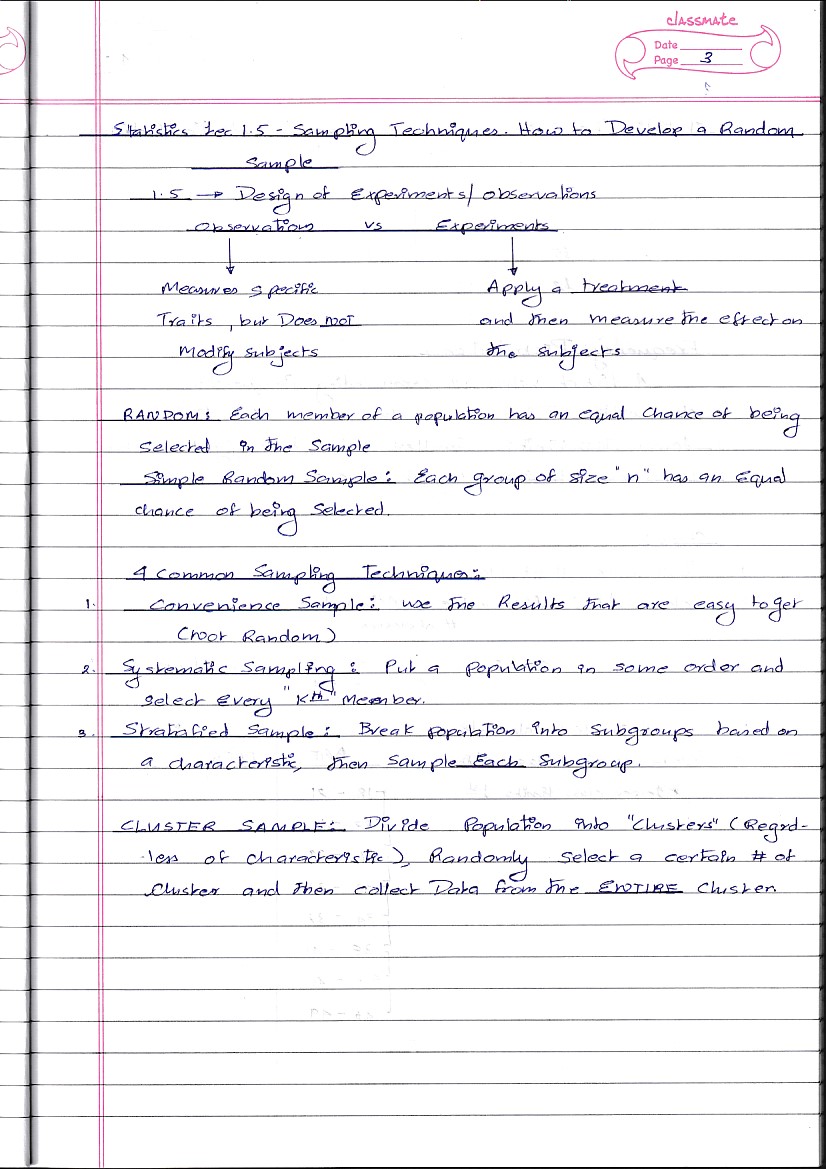 classmate
Date
Page 3
Statistics Lec 1.5 - Sampling Techniques. How to Develop a Random
Sample
1.5 → Design of Experiments/observations
Observations vs Experiments
Measures specific
Apply a treatment
Traits, but Does not
and then measure the effect on
Modify subjects
the subjects
RANDOM: Each member of a population has an equal chance of being
selected in the sample
Simple Random Sample: Each group of size "n" has an equal
chance of being selected.
4 Common Sampling Techniques:
1. Convenience Sample: use the Results that are easy to get
(not Random)
2. Systematic Sampling: Put a population in some order and
select every "Kth" Member.
3. Stratified Sample: Break population into subgroups based on
a characteristic, then sample Each Subgroup.
CLUSTER SAMPLE: Divide Population into "Clusters" (Regrd-
less of characteristic), Randomly select a certain # of
Cluster and then collect Data from the ENTIRE Cluster.